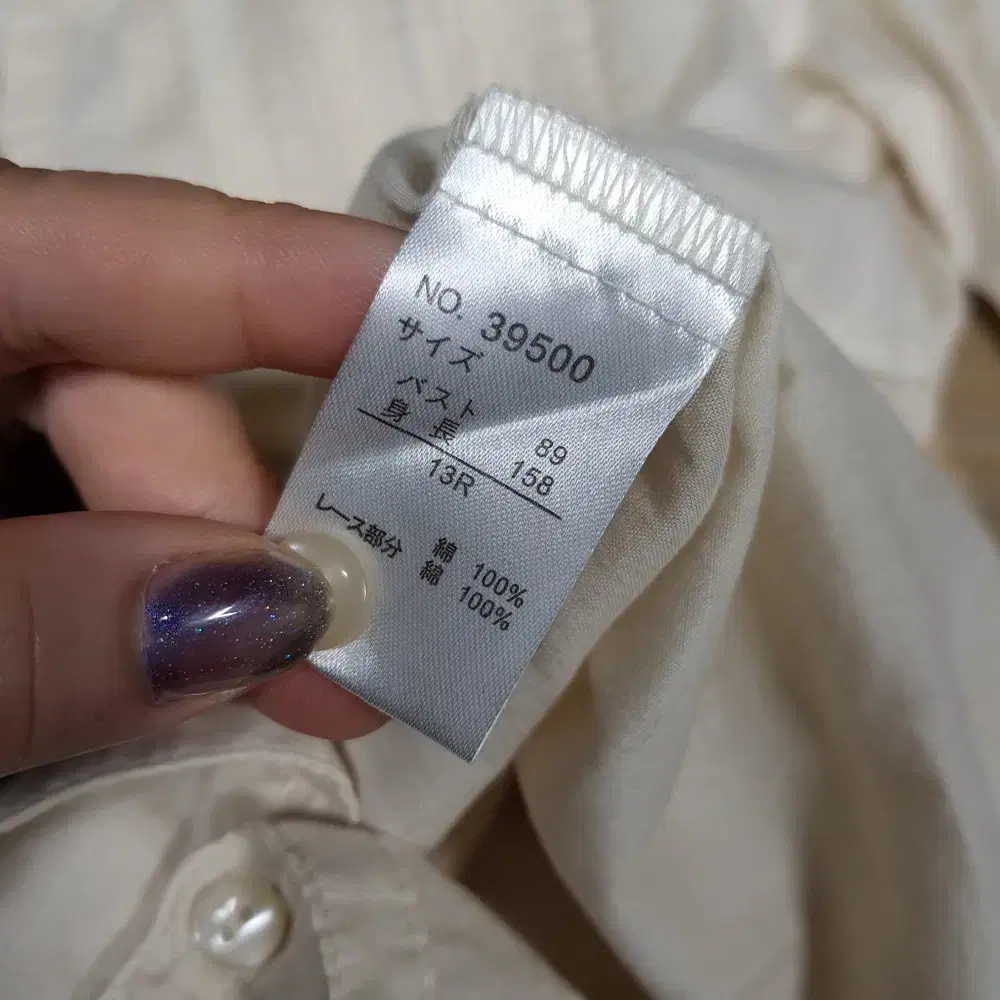 NO. 39500
サイズ
バスト 89
身長 158
13R
綿 100%
レース部分 綿 100%